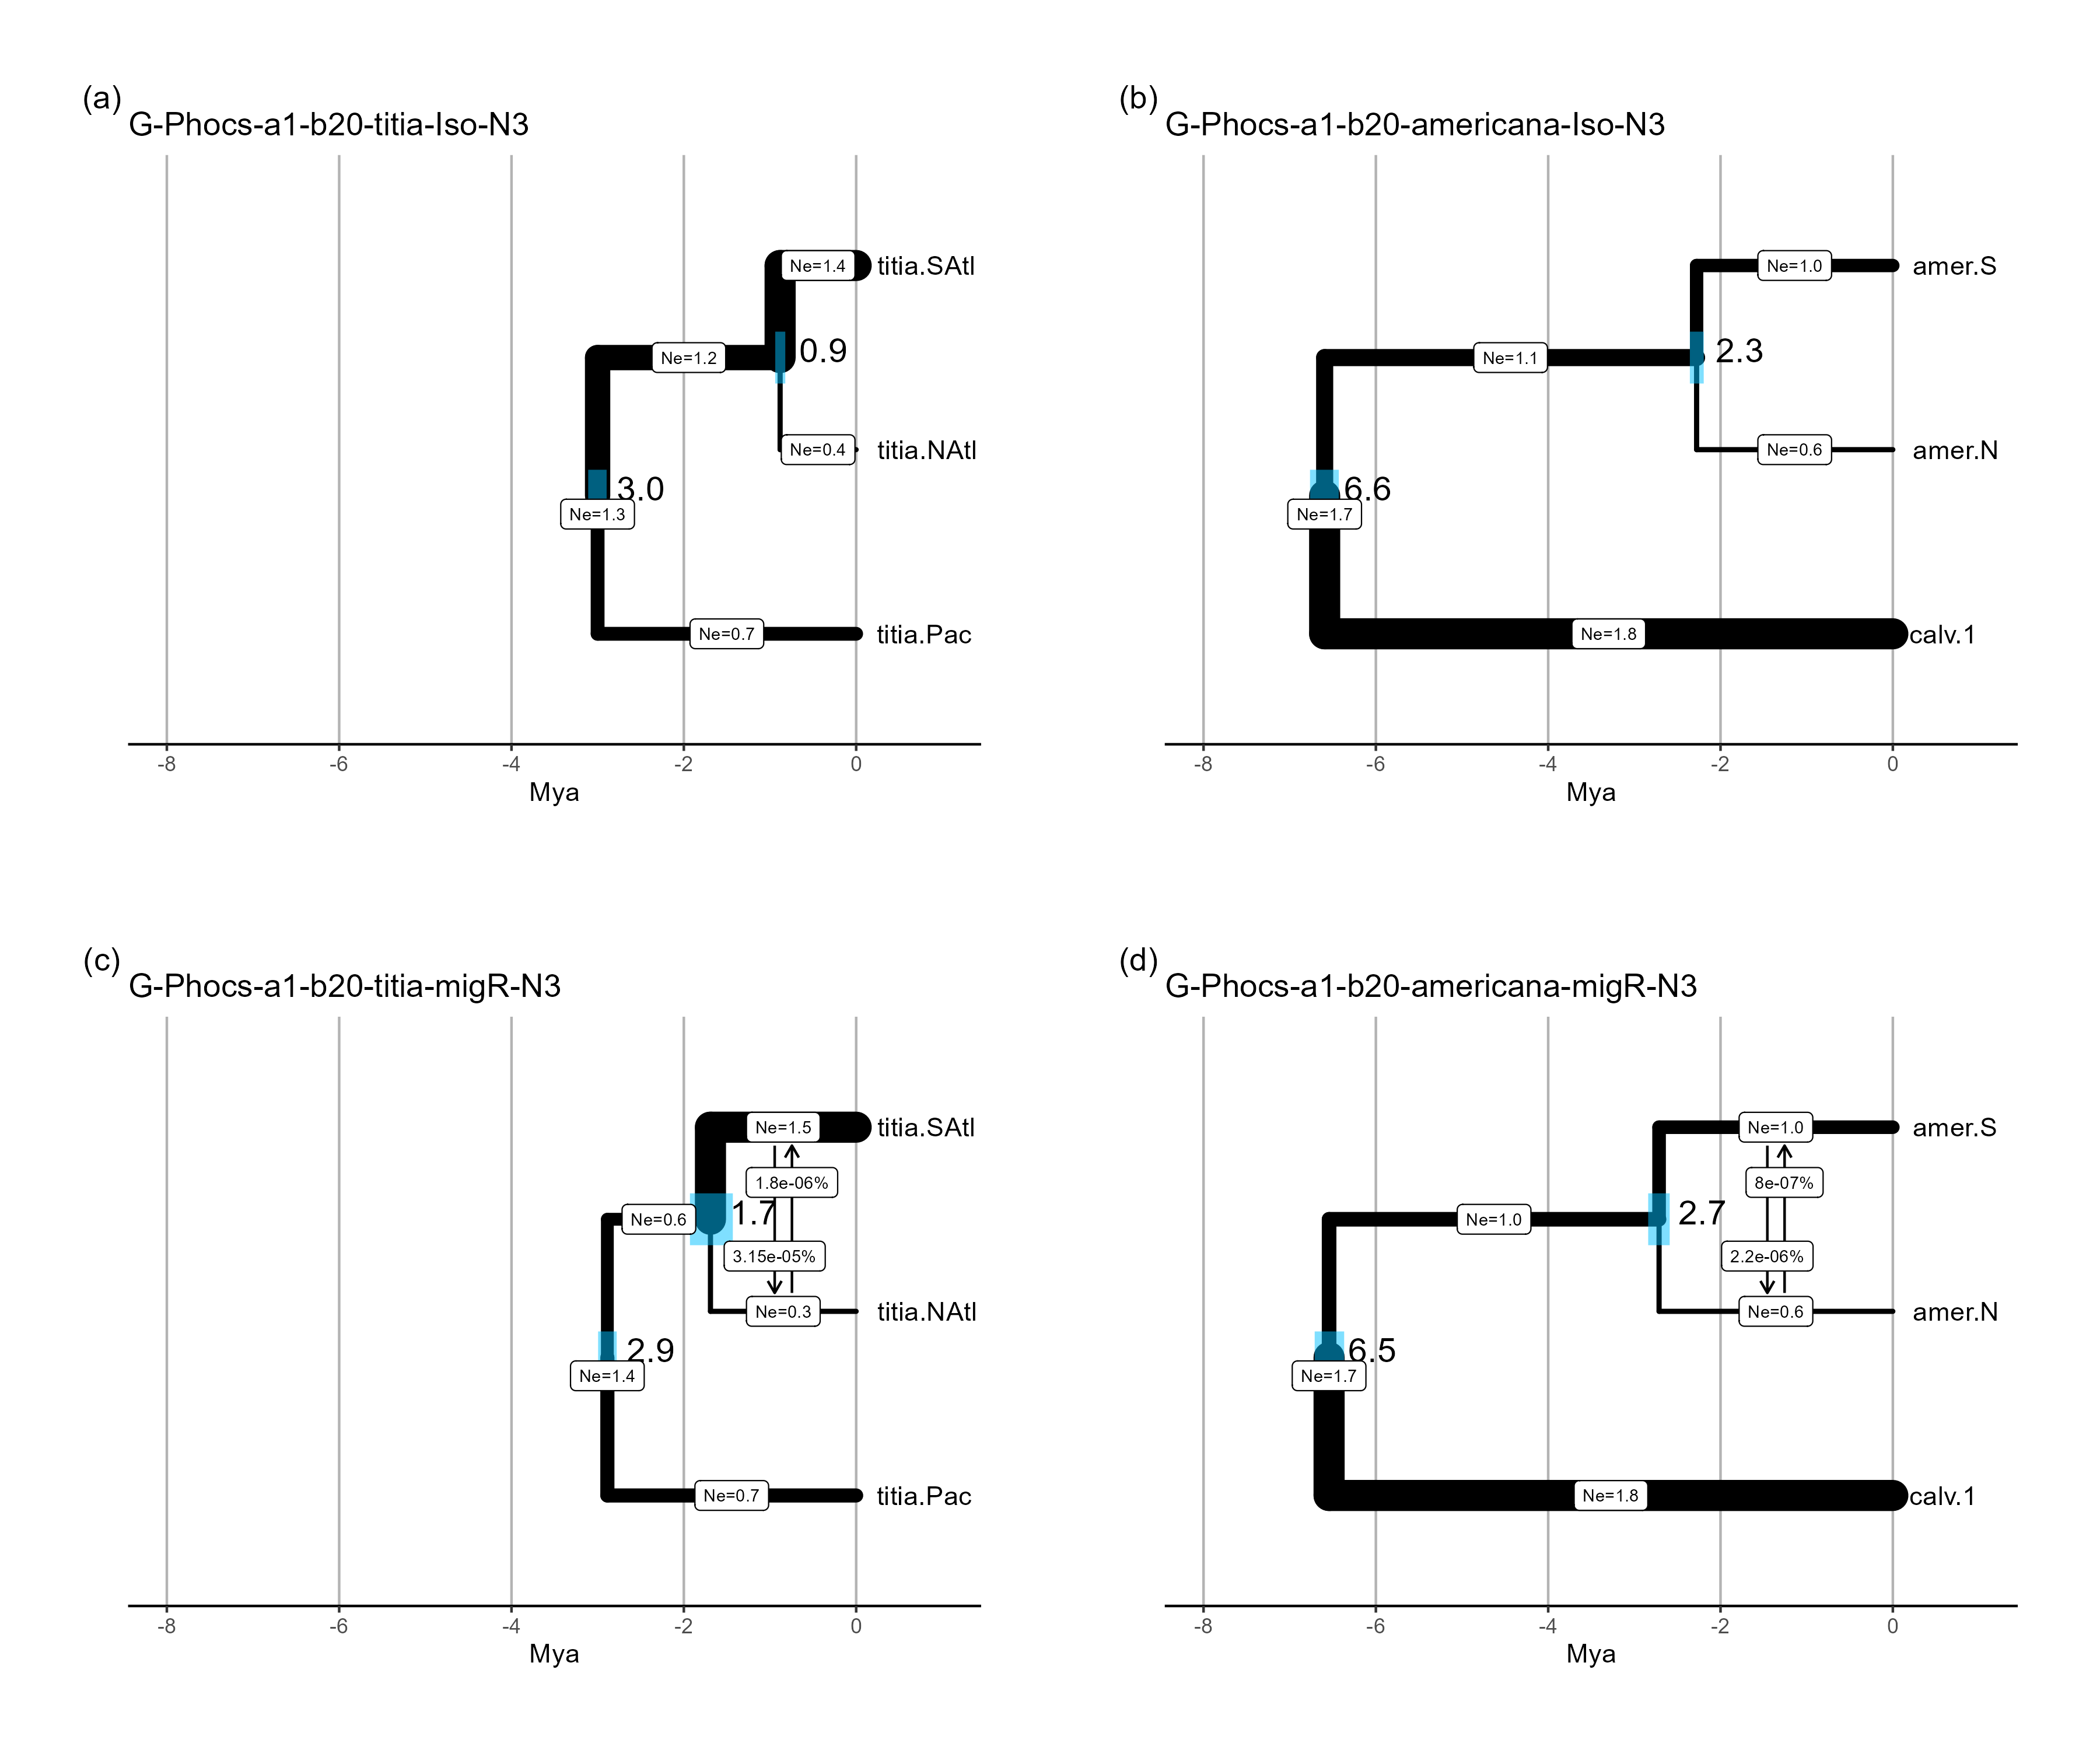 (a)
G-Phocs-a1-b20-titia-Iso-N3
Ne=1.4
titia.SAtl
0.9
Ne=1.2
Ne=0.4
titia.NAtl
3.0
Ne=1.3
Ne=0.7
titia.Pac
-8 -6 -4 -2 0
Mya
(b)
G-Phocs-a1-b20-americana-Iso-N3
Ne=1.0
amer.S
2.3
Ne=1.1
Ne=0.6
amer.N
6.6
Ne=1.7
Ne=1.8
calv.1
-8 -6 -4 -2 0
Mya
(c)
G-Phocs-a1-b20-titia-migR-N3
Ne=1.5
titia.SAtl
1.8e-06%
1.7
Ne=0.6
3.15e-05%
Ne=0.3
titia.NAtl
2.9
Ne=1.4
Ne=0.7
titia.Pac
-8 -6 -4 -2 0
Mya
(d)
G-Phocs-a1-b20-americana-migR-N3
Ne=1.0
amer.S
8e-07%
2.7
Ne=1.0
2.2e-06%
Ne=0.6
amer.N
6.5
Ne=1.7
Ne=1.8
calv.1
-8 -6 -4 -2 0
Mya